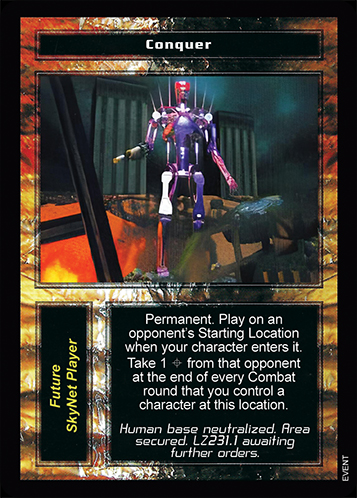 Conquer
Future
SkyNet Player
Permanent. Play on an
opponent's Starting Location
when your character enters it.
Take 1 from that opponent
at the end of every Combat
round that you control a
character at this location.
Human base neutralized. Area
secured. LZ231.1 awaiting
further orders.
EVENT